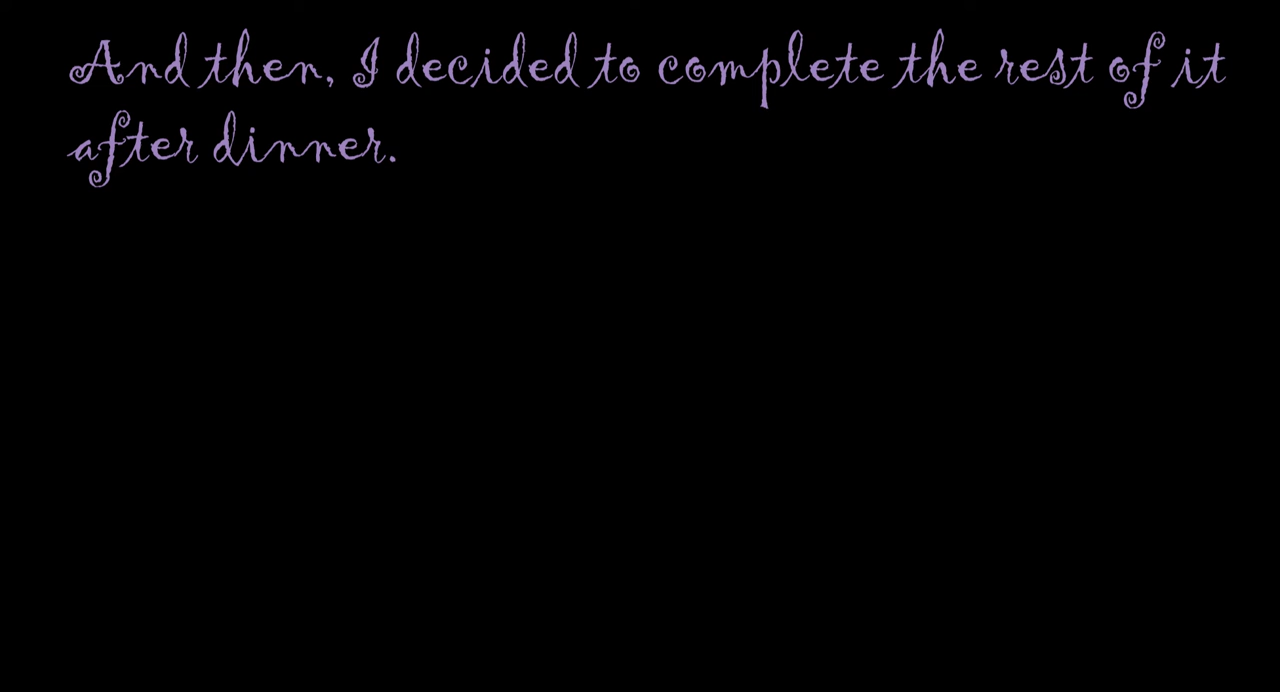 And then, I decided to complete the rest of it
after dinner.